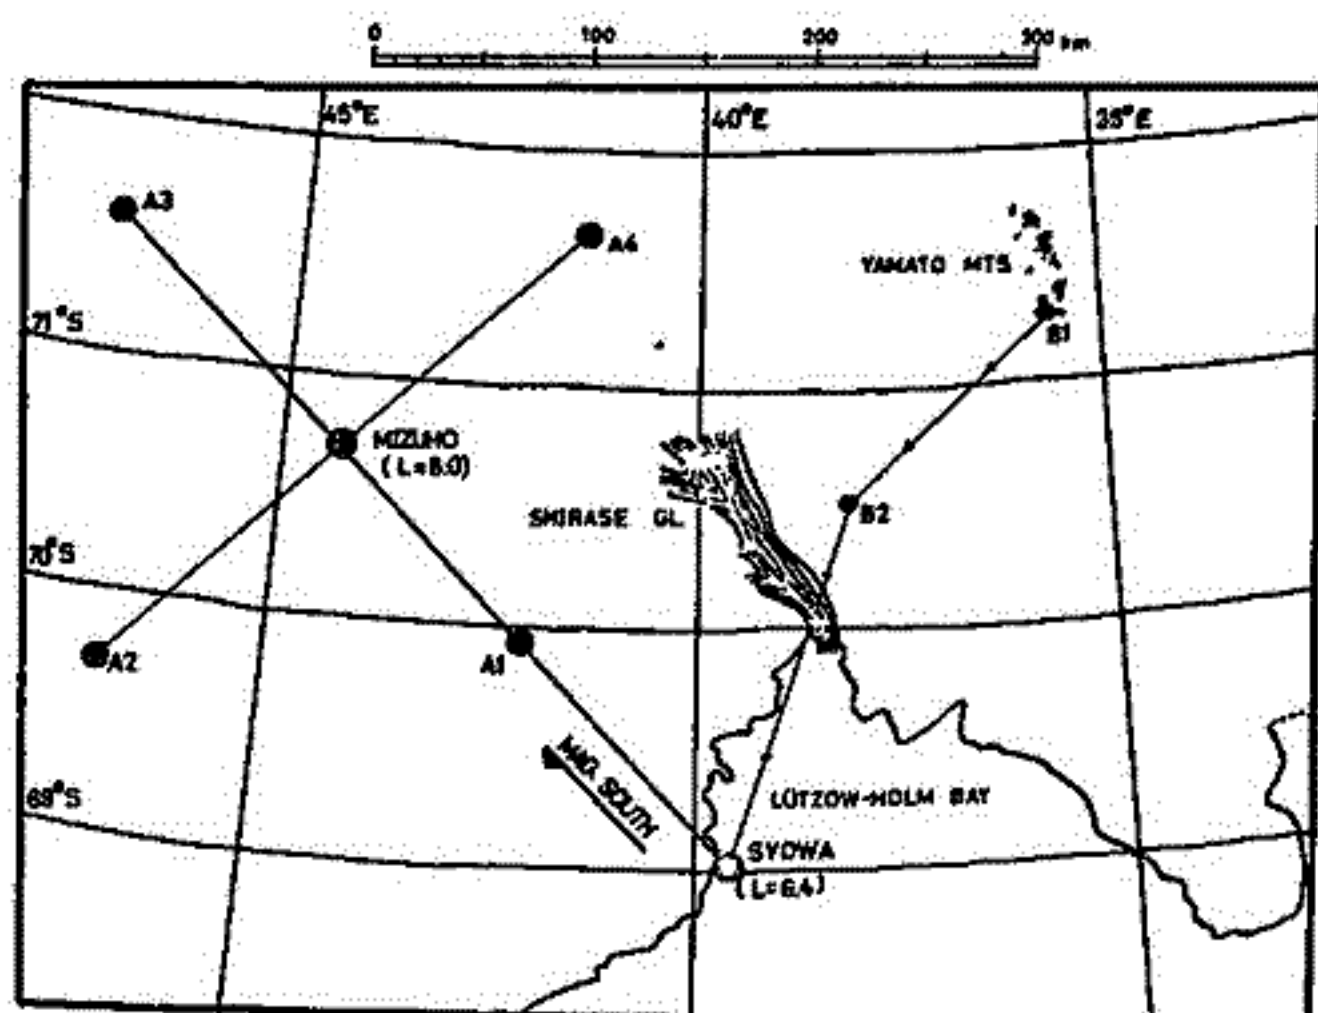 0 100 200 300 km
45°E 40°E 35°E
A3
A4
YAMATO MTS
71°S
B1
MIZUHO
(L=8.0)
SHIRASE GL.
B2
70°S
A2
A1
MAG. SOUTH
69°S
LÜTZOW-HOLM BAY
SYOWA
(L=6.4)